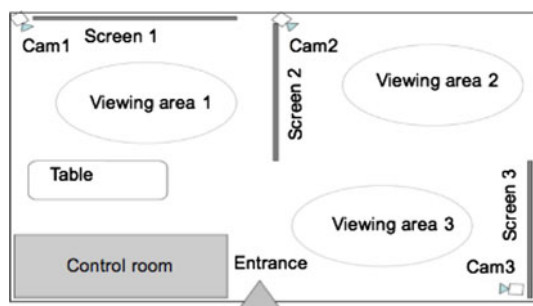 Screen 1
Cam1
Cam2
Viewing area 1
Screen 2
Viewing area 2
Table
Screen 3
Viewing area 3
Control room
Entrance
Cam3